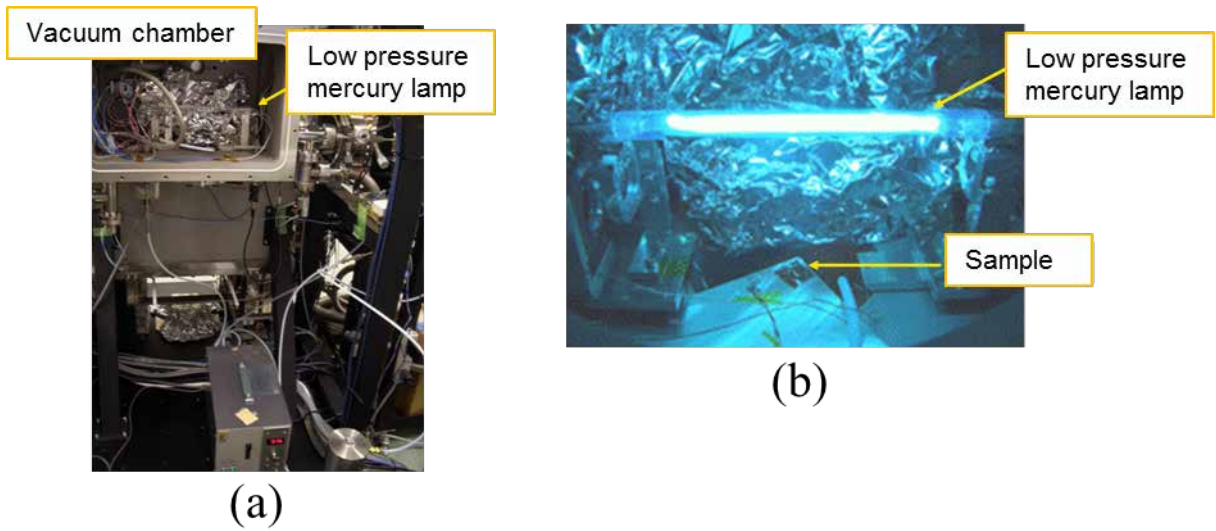 Vacuum chamber
Low pressure
mercury lamp
Low pressure
mercury lamp
Sample
(a)
(b)